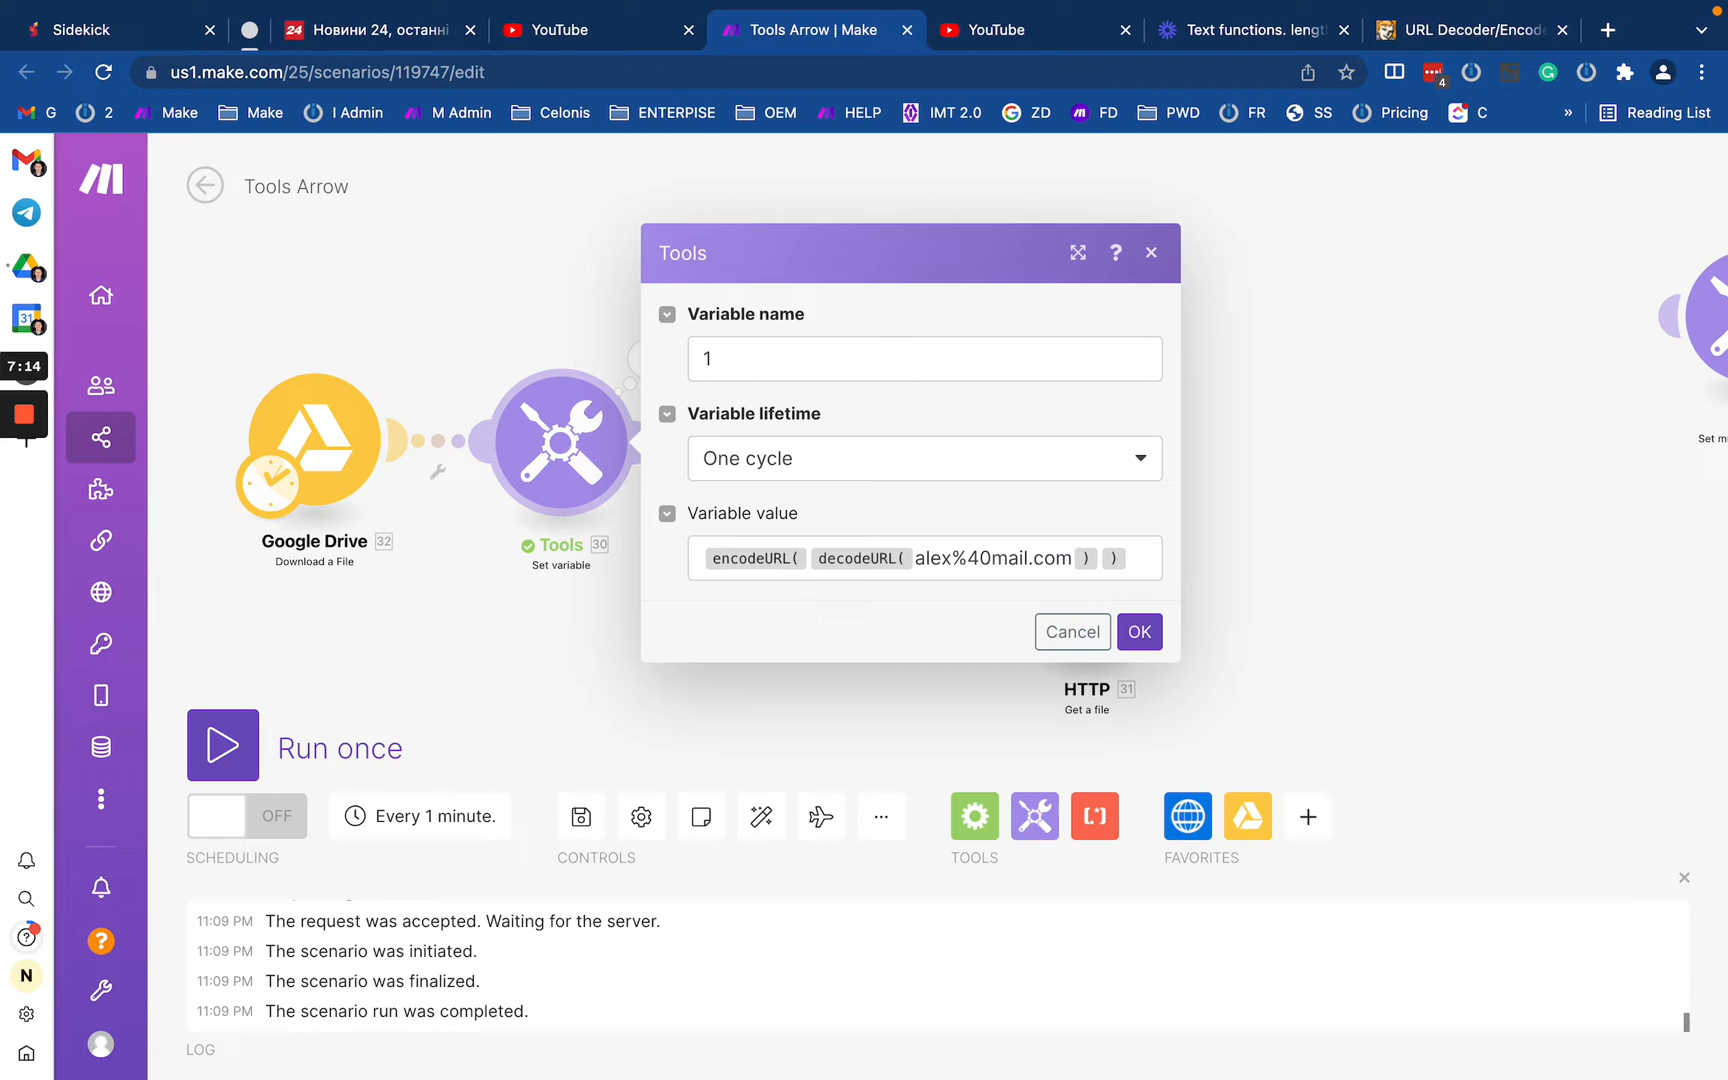 Sidekick
24 Новини 24, останні
YouTube
Tools Arrow | Make
YouTube
Text functions. lengt
URL Decoder/Encode
us1.make.com/25/scenarios/119747/edit
4
G
2
Make
Make
I Admin
M Admin
Celonis
ENTERPISE
OEM
HELP
IMT 2.0
ZD
FD
PWD
FR
SS
Pricing
C
»
Reading List
Tools Arrow
31
7:14
Tools
?
Variable name
1
Variable lifetime
One cycle
Variable value
encodeURL( decodeURL( alex%40mail.com ) )
Cancel
OK
Google Drive 32
Download a File
Tools 30
Set variable
Set mu
HTTP 31
Get a file
Run once
OFF
Every 1 minute.
SCHEDULING
CONTROLS
TOOLS
FAVORITES
11:09 PM The request was accepted. Waiting for the server.
11:09 PM The scenario was initiated.
11:09 PM The scenario was finalized.
11:09 PM The scenario run was completed.
LOG
N